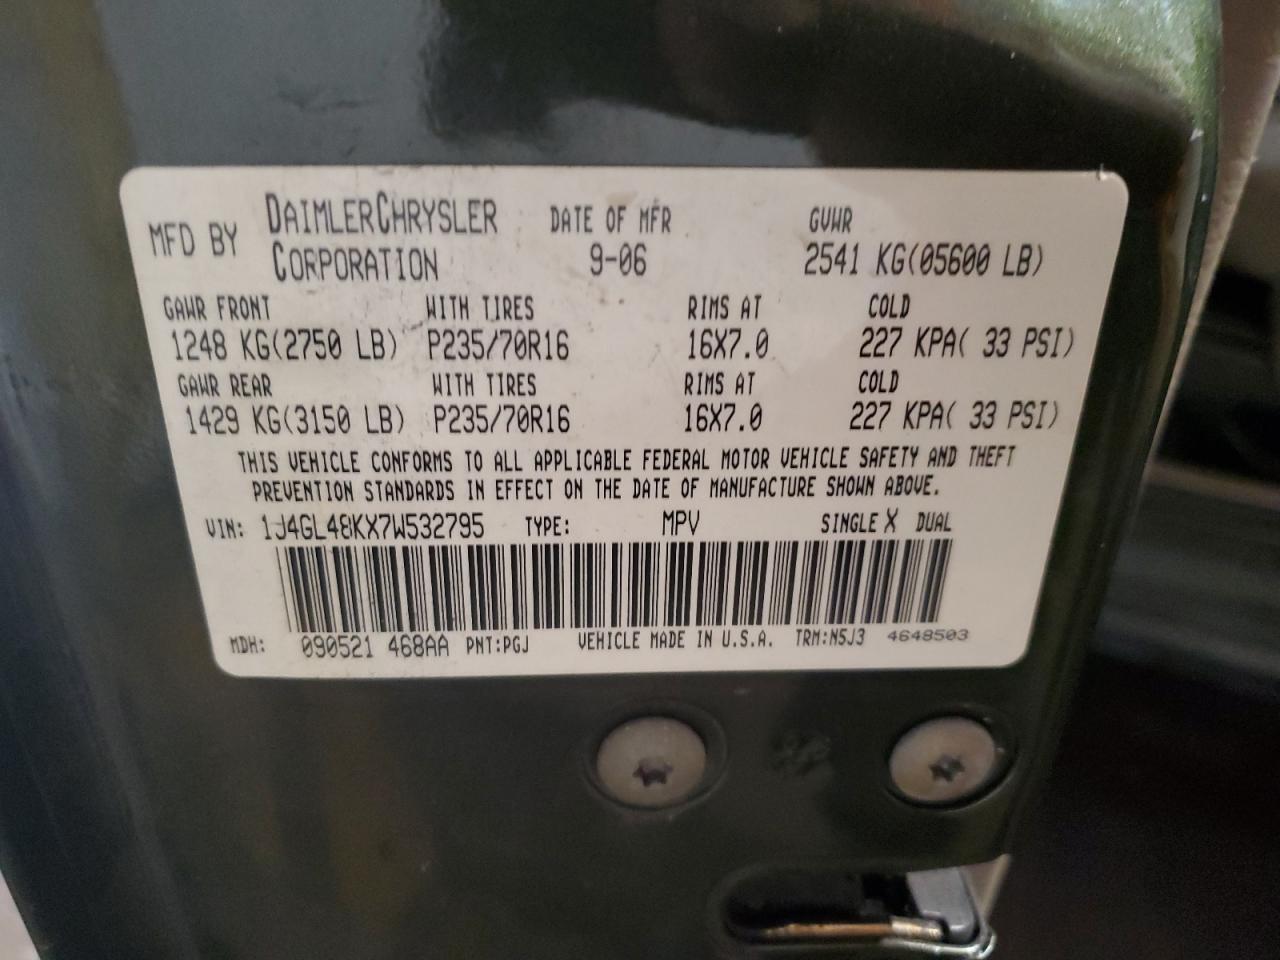 MFD BY DAIMLERCHRYSLER CORPORATION DATE OF MFR GVWR
9-06 2541 KG(05600 LB)
GAWR FRONT WITH TIRES RIMS AT COLD
1248 KG(2750 LB) P235/70R16 16X7.0 227 KPA( 33 PSI)
GAWR REAR WITH TIRES RIMS AT COLD
1429 KG(3150 LB) P235/70R16 16X7.0 227 KPA( 33 PSI)
THIS VEHICLE CONFORMS TO ALL APPLICABLE FEDERAL MOTOR VEHICLE SAFETY AND THEFT
PREVENTION STANDARDS IN EFFECT ON THE DATE OF MANUFACTURE SHOWN ABOVE.
VIN: 1J4GL48KX7W532795 TYPE: MPV SINGLE X DUAL
MDH: 090521 468AA PNT:PGJ VEHICLE MADE IN U.S.A. TRM:N5J3 4648503